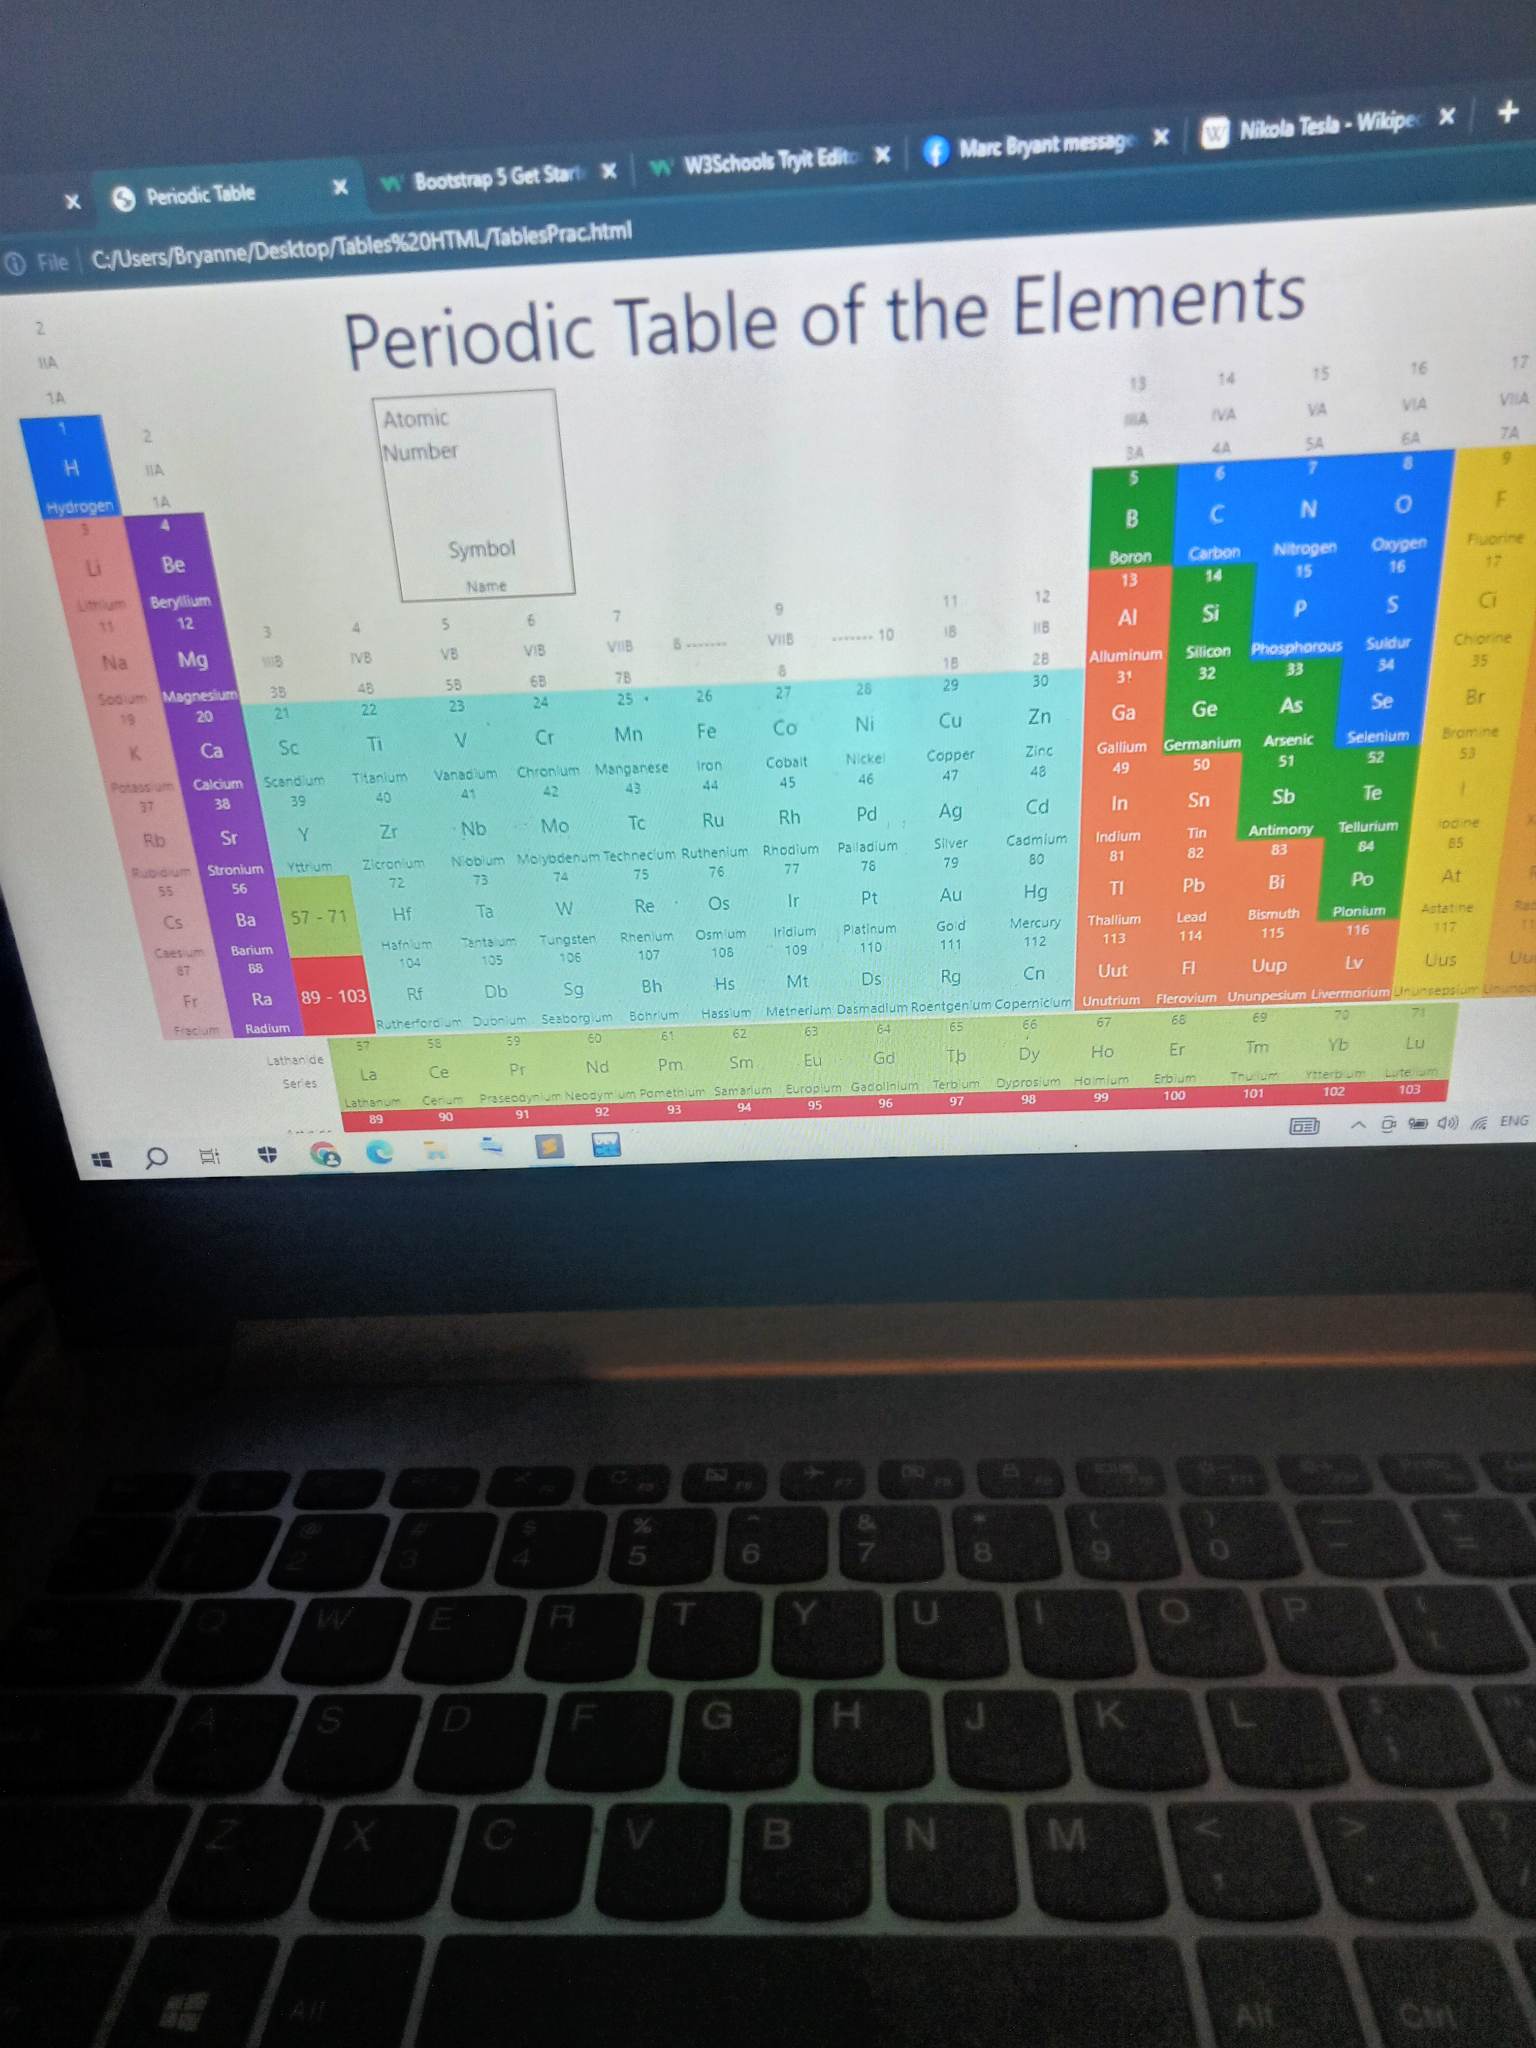 Periodic Table
Bootstrap 5 Get Start
W3Schools Tryit Edito
Marc Bryant message
Nikola Tesla - Wikiped
File C:/Users/Bryanne/Desktop/Tables%20HTML/TablesPrac.html
Periodic Table of the Elements
2
IIA
1A
2
IIA
1A
Atomic
Number
Symbol
Name
13 14 15 16 17
IIIA IVA VA VIA VIIA
3A 4A 5A 6A 7A
1 5 6 7 8 9
H B C N O F
Hydrogen Boron Carbon Nitrogen Oxygen Fluorine
3 4 13 14 15 16 17
Li Be Al Si P S Ci
Lithium Beryllium Alluminum Silicon Phosphorous Suldur Chlorine
3 4 5 6 7 8 ------- 9 ------- 10 11 12
IIIB IVB VB VIB VIIB VIIB IB IIB
3B 4B 5B 6B 7B 8 1B 2B
11 12 31 32 33 34 35
Na Mg Ga Ge As Se Br
Sodium Magnesium Gallium Germanium Arsenic Selenium Bromine
19 20 21 22 23 24 25 26 27 28 29 30 49 50 51 52 53
K Ca Sc Ti V Cr Mn Fe Co Ni Cu Zn In Sn Sb Te I
Potassium Calcium Scandium Titanium Vanadium Chronium Manganese Iron Cobalt Nickel Copper Zinc Indium Tin Antimony Tellurium Iodine
37 38 39 40 41 42 43 44 45 46 47 48 81 82 83 84 85
Rb Sr Y Zr Nb Mo Tc Ru Rh Pd Ag Cd Tl Pb Bi Po At
Rubidium Stronium Yttrium Zicronium Niobium Molybdenum Technecium Ruthenium Rhodium Palladium Silver Cadmium Thallium Lead Bismuth Plonium Astatine
55 56 57 - 71 72 73 74 75 76 77 78 79 80 113 114 115 116 117
Cs Ba Hf Ta W Re Os Ir Pt Au Hg Uut Fl Uup Lv Uus
Caesium Barium Hafnium Tantalum Tungsten Rhenium Osmium Iridium Platinum Gold Mercury Unutrium Flerovium Ununpesium Livermorium Ununsepsium
87 88 89 - 103 104 105 106 107 108 109 110 111 112
Fr Ra Rf Db Sg Bh Hs Mt Ds Rg Cn
Fracium Radium Rutherfordium Dubnium Seaborgium Bohrium Hassium Metnerium Dasmadium Roentgenium Copernicium
Lathanide
Series
57 58 59 60 61 62 63 64 65 66 67 68 69 70 71
La Ce Pr Nd Pm Sm Eu Gd Tb Dy Ho Er Tm Yb Lu
Lathanum Cerium Praseodynium Neodymium Pomethium Samarium Europium Gadolinium Terbium Dyprosium Holmium Erbium Thulium Ytterbium Lutetium
89 90 91 92 93 94 95 96 97 98 99 100 101 102 103
ENG
@ # $ % ^ & * ( ) — +
2 3 4 5 6 7 8 9 0 - =
Q W E R T Y U I O P
A S D F G H J K L ;
Z X C V B N M < , > .
Alt Alt Ctrl